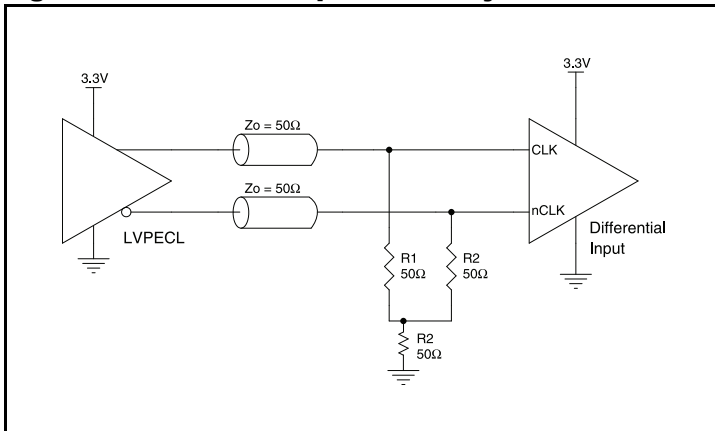 3.3V
3.3V
Zo = 50Ω
CLK
Zo = 50Ω
nCLK
LVPECL
Differential
Input
R1
50Ω
R2
50Ω
R2
50Ω